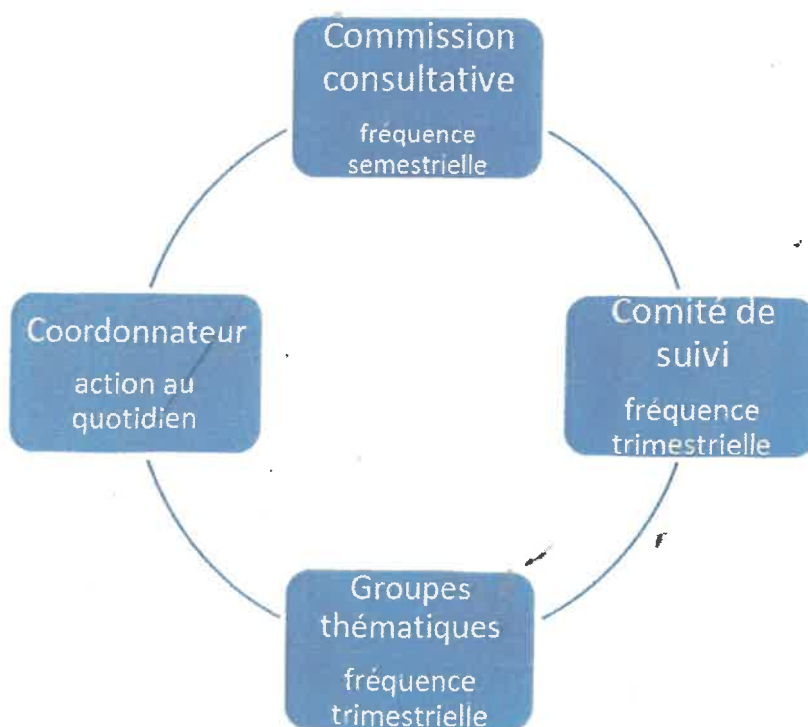 Commission
consultative
fréquence
semestrielle
Coordonnateur
action au
quotidien
Comité de
suivi
fréquence
trimestrielle
Groupes
thématiques
fréquence
trimestrielle